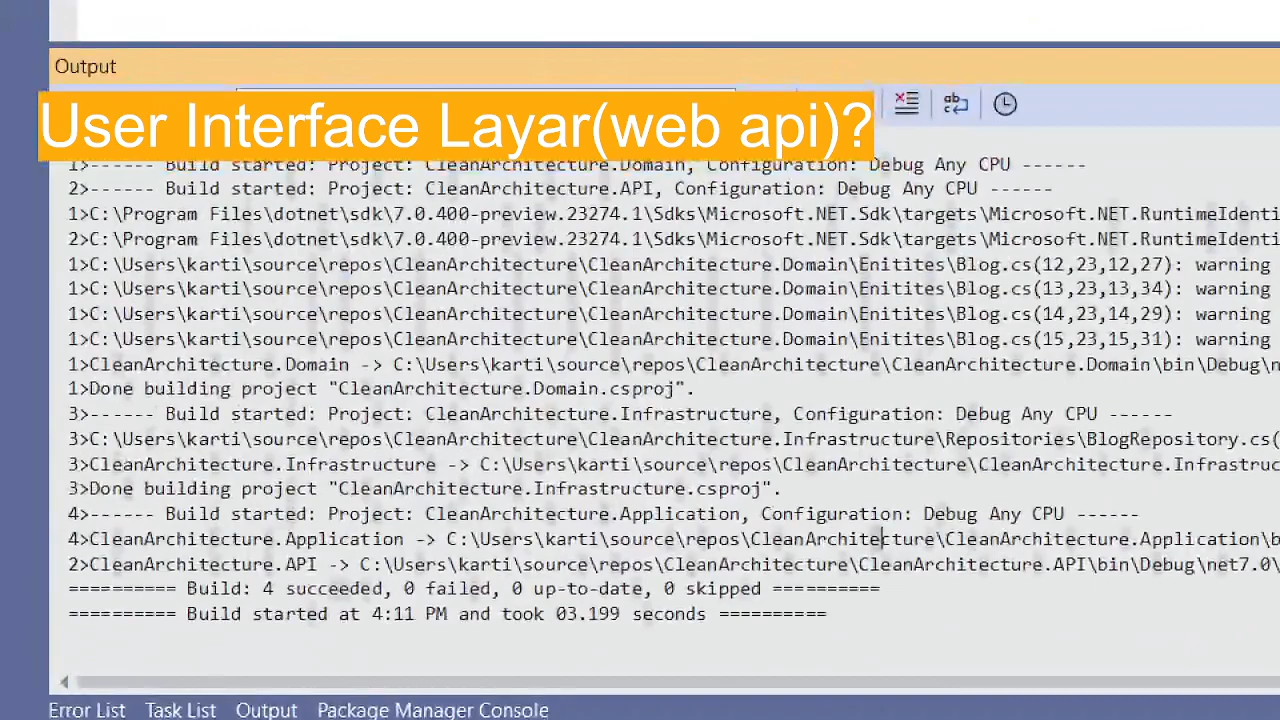 Output
User Interface Layar(web api)?
1>------ Build started: Project: CleanArchitecture.Domain, Configuration: Debug Any CPU ------
2>------ Build started: Project: CleanArchitecture.API, Configuration: Debug Any CPU ------
1>C:\Program Files\dotnet\sdk\7.0.400-preview.23274.1\Sdks\Microsoft.NET.Sdk\targets\Microsoft.NET.RuntimeIdenti
2>C:\Program Files\dotnet\sdk\7.0.400-preview.23274.1\Sdks\Microsoft.NET.Sdk\targets\Microsoft.NET.RuntimeIdenti
1>C:\Users\karti\source\repos\CleanArchitecture\CleanArchitecture.Domain\Enitites\Blog.cs(12,23,12,27): warning
1>C:\Users\karti\source\repos\CleanArchitecture\CleanArchitecture.Domain\Enitites\Blog.cs(13,23,13,34): warning
1>C:\Users\karti\source\repos\CleanArchitecture\CleanArchitecture.Domain\Enitites\Blog.cs(14,23,14,29): warning
1>C:\Users\karti\source\repos\CleanArchitecture\CleanArchitecture.Domain\Enitites\Blog.cs(15,23,15,31): warning
1>CleanArchitecture.Domain -> C:\Users\karti\source\repos\CleanArchitecture\CleanArchitecture.Domain\bin\Debug\n
1>Done building project "CleanArchitecture.Domain.csproj".
3>------ Build started: Project: CleanArchitecture.Infrastructure, Configuration: Debug Any CPU ------
3>C:\Users\karti\source\repos\CleanArchitecture\CleanArchitecture.Infrastructure\Repositories\BlogRepository.cs(
3>CleanArchitecture.Infrastructure -> C:\Users\karti\source\repos\CleanArchitecture\CleanArchitecture.Infrastruc
3>Done building project "CleanArchitecture.Infrastructure.csproj".
4>------ Build started: Project: CleanArchitecture.Application, Configuration: Debug Any CPU ------
4>CleanArchitecture.Application -> C:\Users\karti\source\repos\CleanArchitecture\CleanArchitecture.Application\b
2>CleanArchitecture.API -> C:\Users\karti\source\repos\CleanArchitecture\CleanArchitecture.API\bin\Debug\net7.0\
========== Build: 4 succeeded, 0 failed, 0 up-to-date, 0 skipped ==========
========== Build started at 4:11 PM and took 03.199 seconds ==========
Error List Task List Output Package Manager Console